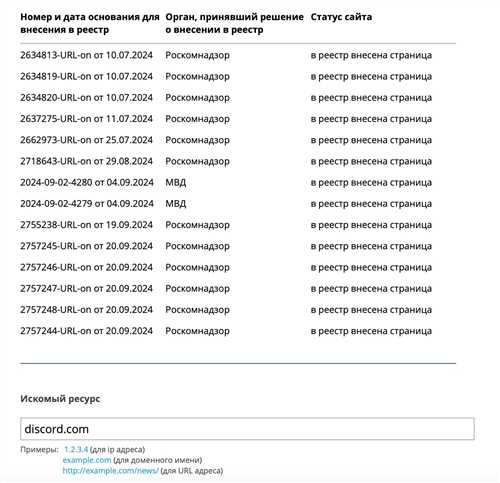 Номер и дата основания для внесения в реестр Орган, принявший решение о внесении в реестр Статус сайта
2634813-URL-on от 10.07.2024 Роскомнадзор в реестр внесена страница
2634819-URL-on от 10.07.2024 Роскомнадзор в реестр внесена страница
2634820-URL-on от 10.07.2024 Роскомнадзор в реестр внесена страница
2637275-URL-on от 11.07.2024 Роскомнадзор в реестр внесена страница
2662973-URL-on от 25.07.2024 Роскомнадзор в реестр внесена страница
2718643-URL-on от 29.08.2024 Роскомнадзор в реестр внесена страница
2024-09-02-4280 от 04.09.2024 МВД в реестр внесена страница
2024-09-02-4279 от 04.09.2024 МВД в реестр внесена страница
2755238-URL-on от 19.09.2024 Роскомнадзор в реестр внесена страница
2757245-URL-on от 20.09.2024 Роскомнадзор в реестр внесена страница
2757246-URL-on от 20.09.2024 Роскомнадзор в реестр внесена страница
2757247-URL-on от 20.09.2024 Роскомнадзор в реестр внесена страница
2757248-URL-on от 20.09.2024 Роскомнадзор в реестр внесена страница
2757244-URL-on от 20.09.2024 Роскомнадзор в реестр внесена страница
Искомый ресурс
discord.com
Примеры: 1.2.3.4 (для ip адреса)
example.com (для доменного имени)
http://example.com/news/ (для URL адреса)